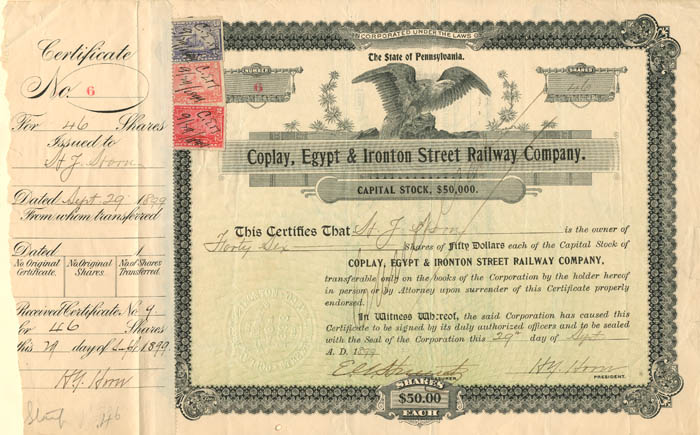 Certificate
No. 6
For 46 Shares
Issued to
H. J. Horn
Dated Sept 29 1899
From whom transferred
Dated 1
No Original Certificate. No Original Shares. No of Shares Transferred.
Received Certificate No.
For 46 Shares
this 29 day of Sept 1899
H. J. Horn
46
INCORPORATED UNDER THE LAWS OF
The State of Pennsylvania.
NUMBER
6
SHARES
46
Coplay, Egypt & Ironton Street Railway Company.
CAPITAL STOCK, $50,000.
This Certifies That H. J. Horn is the owner of
Forty Six Shares of Fifty Dollars each of the Capital Stock of
COPLAY, EGYPT & IRONTON STREET RAILWAY COMPANY,
transferable only on the books of the Corporation by the holder hereof
in person or by Attorney upon surrender of this Certificate properly
endorsed.
In Witness Whereof, the said Corporation has caused this
Certificate to be signed by its duly authorized officers and to be sealed
with the Seal of the Corporation this 29th day of Sept
A. D. 1899
H. J. Horn
PRESIDENT.
SHARES
$50.00
EACH